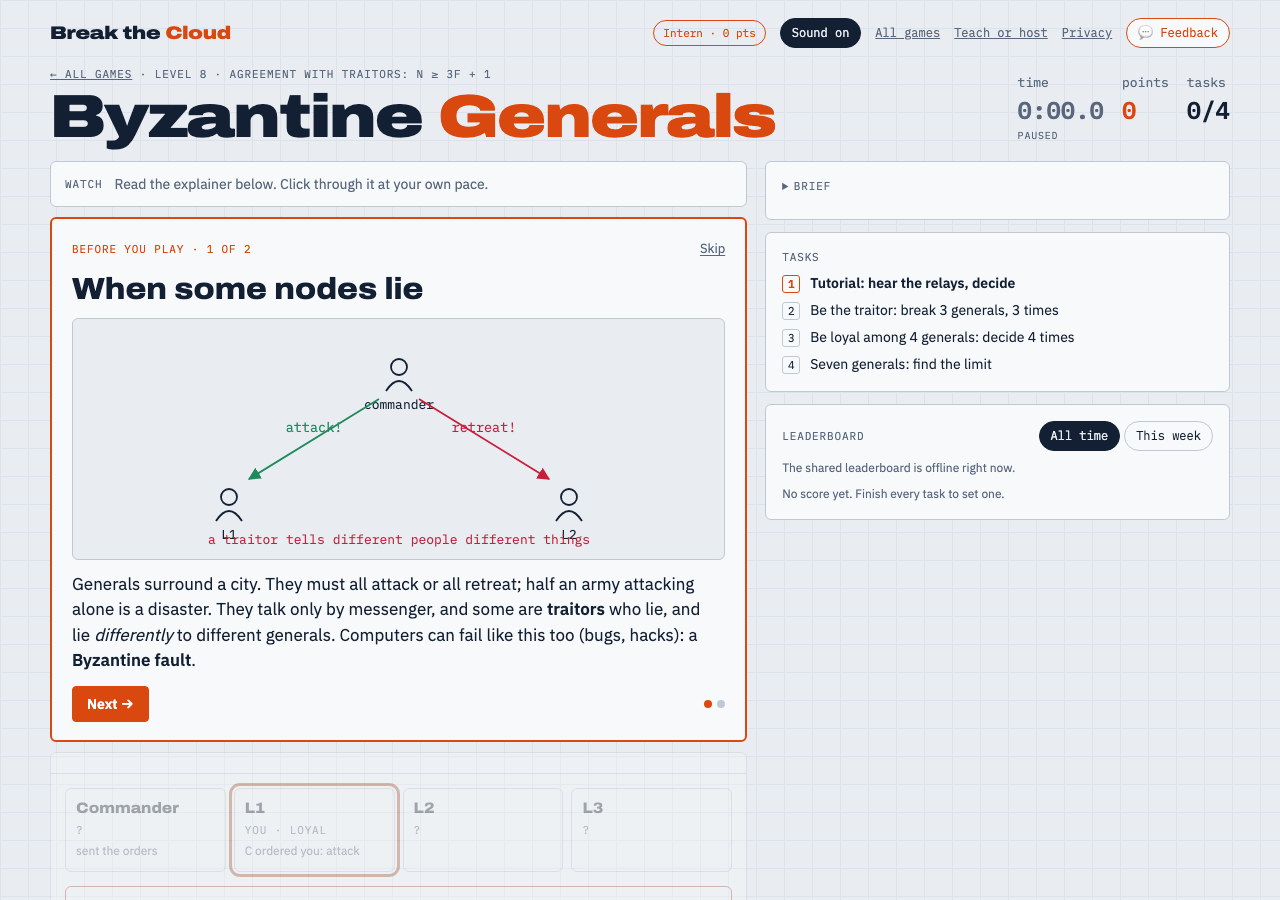 Break the Cloud
Intern · 0 pts
Sound on
All games
Teach or host
Privacy
💬 Feedback
← ALL GAMES · LEVEL 8 · AGREEMENT WITH TRAITORS: N ≥ 3F + 1
Byzantine Generals
time
0:00.0
PAUSED
points
0
tasks
0/4
WATCH Read the explainer below. Click through it at your own pace.
BEFORE YOU PLAY · 1 OF 2
Skip
When some nodes lie
commander
attack!
retreat!
L1
L2
a traitor tells different people different things
Generals surround a city. They must all attack or all retreat; half an army attacking
alone is a disaster. They talk only by messenger, and some are traitors who lie, and
lie differently to different generals. Computers can fail like this too (bugs, hacks): a
Byzantine fault.
Next →
Commander
?
sent the orders
L1
YOU · LOYAL
C ordered you: attack
L2
?
L3
?
▶ BRIEF
TASKS
1 Tutorial: hear the relays, decide
2 Be the traitor: break 3 generals, 3 times
3 Be loyal among 4 generals: decide 4 times
4 Seven generals: find the limit
LEADERBOARD
All time
This week
The shared leaderboard is offline right now.
No score yet. Finish every task to set one.